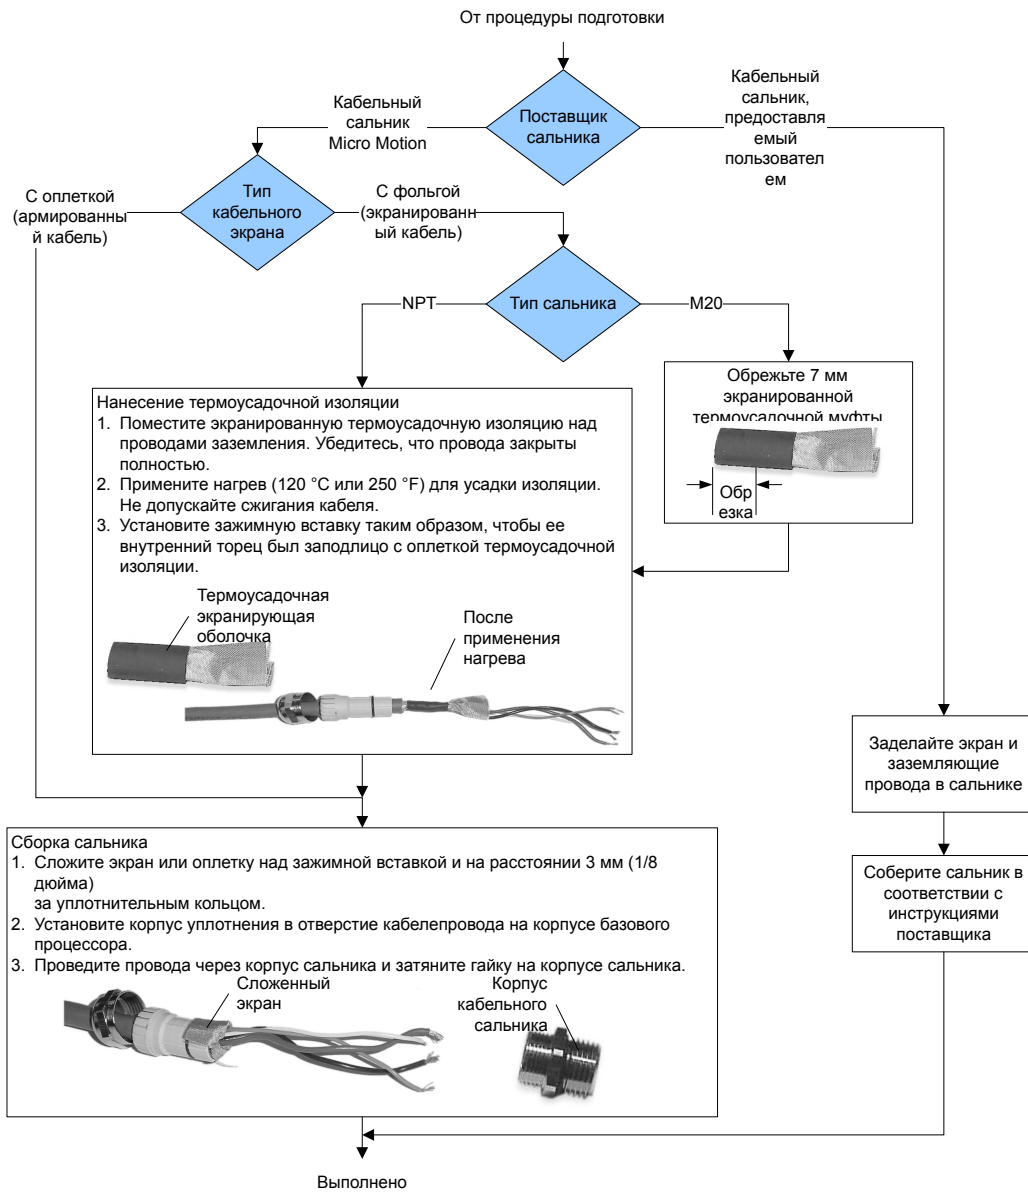 От процедуры подготовки
Поставщик
сальника
Кабельный
сальник
Micro Motion
Кабельный
сальник,
предоставля
емый
пользовател
ем
Тип
кабельного
экрана
С оплеткой
(армированны
й кабель)
С фольгой
(экранированн
ый кабель)
Тип сальника
NPT
M20
Обрежьте 7 мм
экранированной
термоусадочной муфты
Обр
езка
Нанесение термоусадочной изоляции
1. Поместите экранированную термоусадочную изоляцию над
проводами заземления. Убедитесь, что провода закрыты
полностью.
2. Примените нагрев (120 °C или 250 °F) для усадки изоляции.
Не допускайте сжигания кабеля.
3. Установите зажимную вставку таким образом, чтобы ее
внутренний торец был заподлицо с оплеткой термоусадочной
изоляции.
Термоусадочная
экранирующая
оболочка
После
применения
нагрева
Заделайте экран и
заземляющие
провода в сальнике
Соберите сальник в
соответствии с
инструкциями
поставщика
Сборка сальника
1. Сложите экран или оплетку над зажимной вставкой и на расстоянии 3 мм (1/8
дюйма)
за уплотнительным кольцом.
2. Установите корпус уплотнения в отверстие кабелепровода на корпусе базового
процессора.
3. Проведите провода через корпус сальника и затяните гайку на корпусе сальника.
Сложенный
экран
Корпус
кабельного
сальника
Выполнено